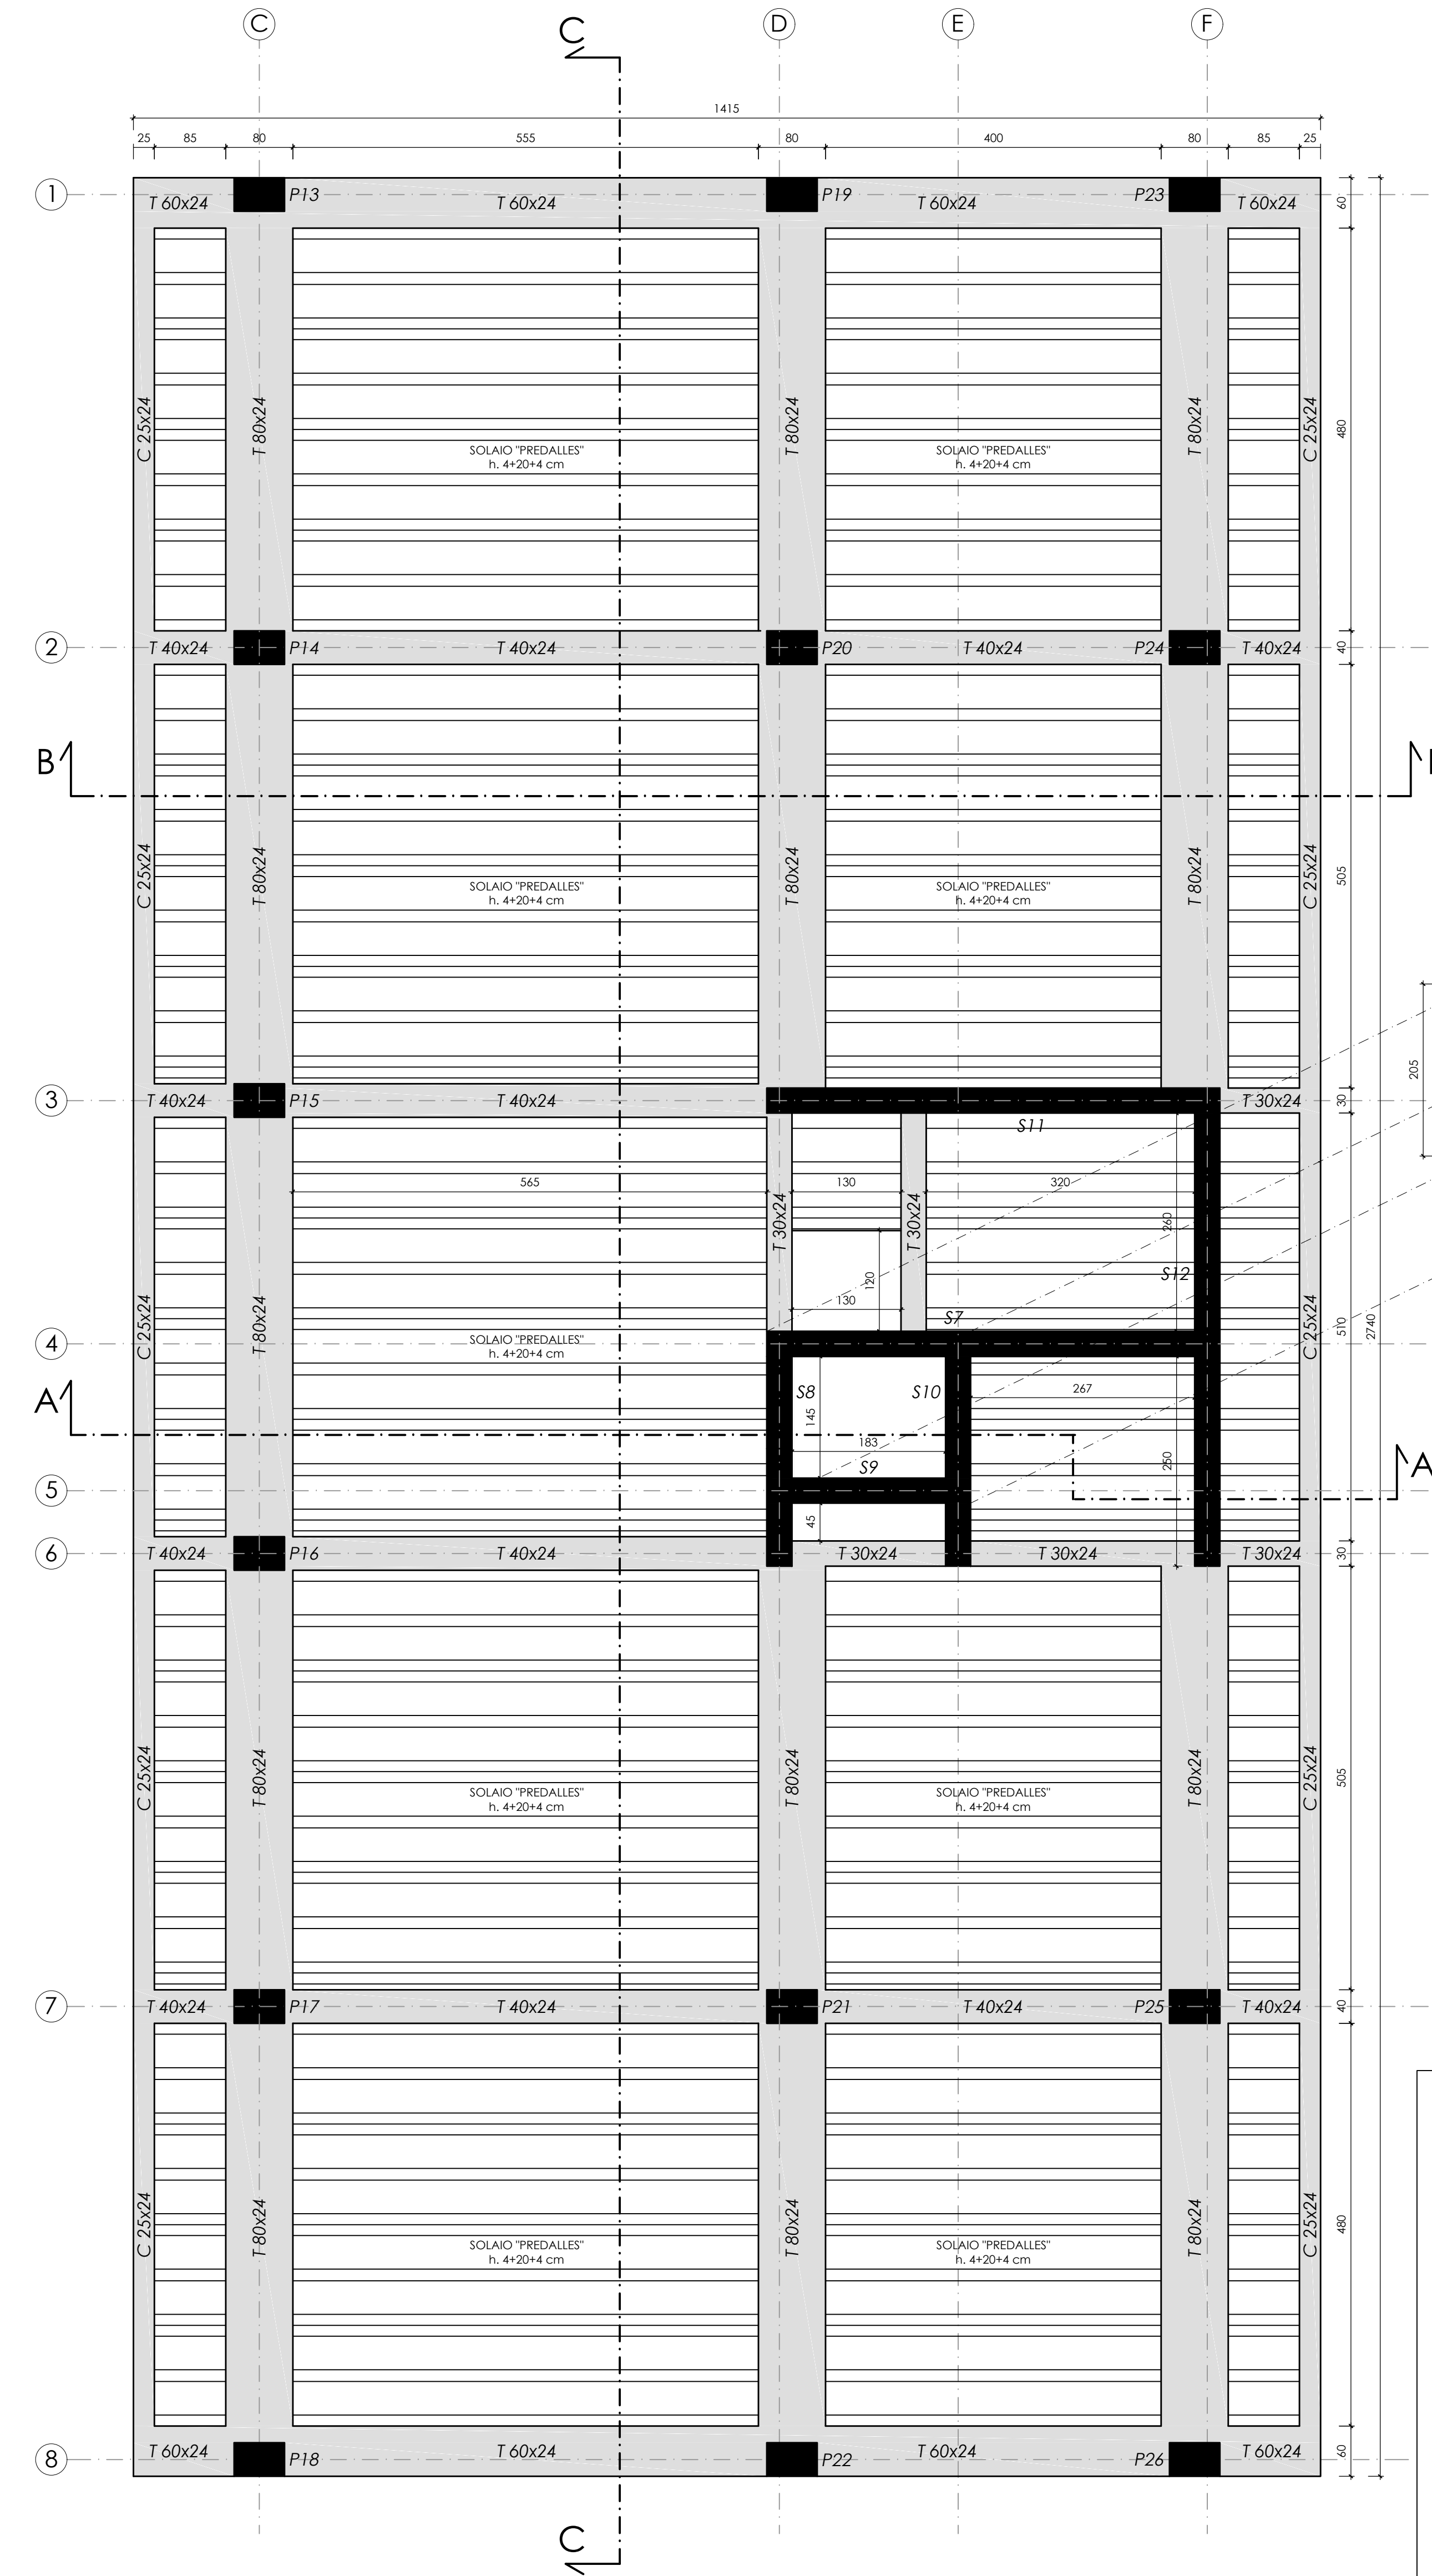 C D E F
C
1415
25 85 80 555 80 400 80 85 25
1 P13 P19 P23 60
T 60x24 T 60x24 T 60x24 T 60x24
C 25x24 T 80x24 T 80x24 T 80x24 C 25x24 480
SOLAIO "PREDALLES" SOLAIO "PREDALLES"
h. 4+20+4 cm h. 4+20+4 cm
2 T 40x24 P14 T 40x24 P20 T 40x24 P24 T 40x24 40
B
C 25x24 T 80x24 T 80x24 T 80x24 C 25x24 505
SOLAIO "PREDALLES" SOLAIO "PREDALLES"
h. 4+20+4 cm h. 4+20+4 cm
205
3 T 40x24 P15 T 40x24 T 30x24 30
S11
565 130 320
T 30x24 T 30x24 260
S12
120
130
S7
C 25x24 T 80x24 C 25x24 510 2740
SOLAIO "PREDALLES"
h. 4+20+4 cm
4
A S8 S10 267
145
183
250
S9 A
5
45
6 T 40x24 P16 T 40x24 T 30x24 T 30x24 T 30x24 30
C 25x24 T 80x24 T 80x24 T 80x24 C 25x24 505
SOLAIO "PREDALLES" SOLAIO "PREDALLES"
h. 4+20+4 cm h. 4+20+4 cm
7 T 40x24 P17 T 40x24 P21 T 40x24 P25 T 40x24 40
C 25x24 T 80x24 T 80x24 T 80x24 C 25x24 480
SOLAIO "PREDALLES" SOLAIO "PREDALLES"
h. 4+20+4 cm h. 4+20+4 cm
T 60x24 T 60x24 T 60x24 T 60x24
8 P18 P22 P26 60
C